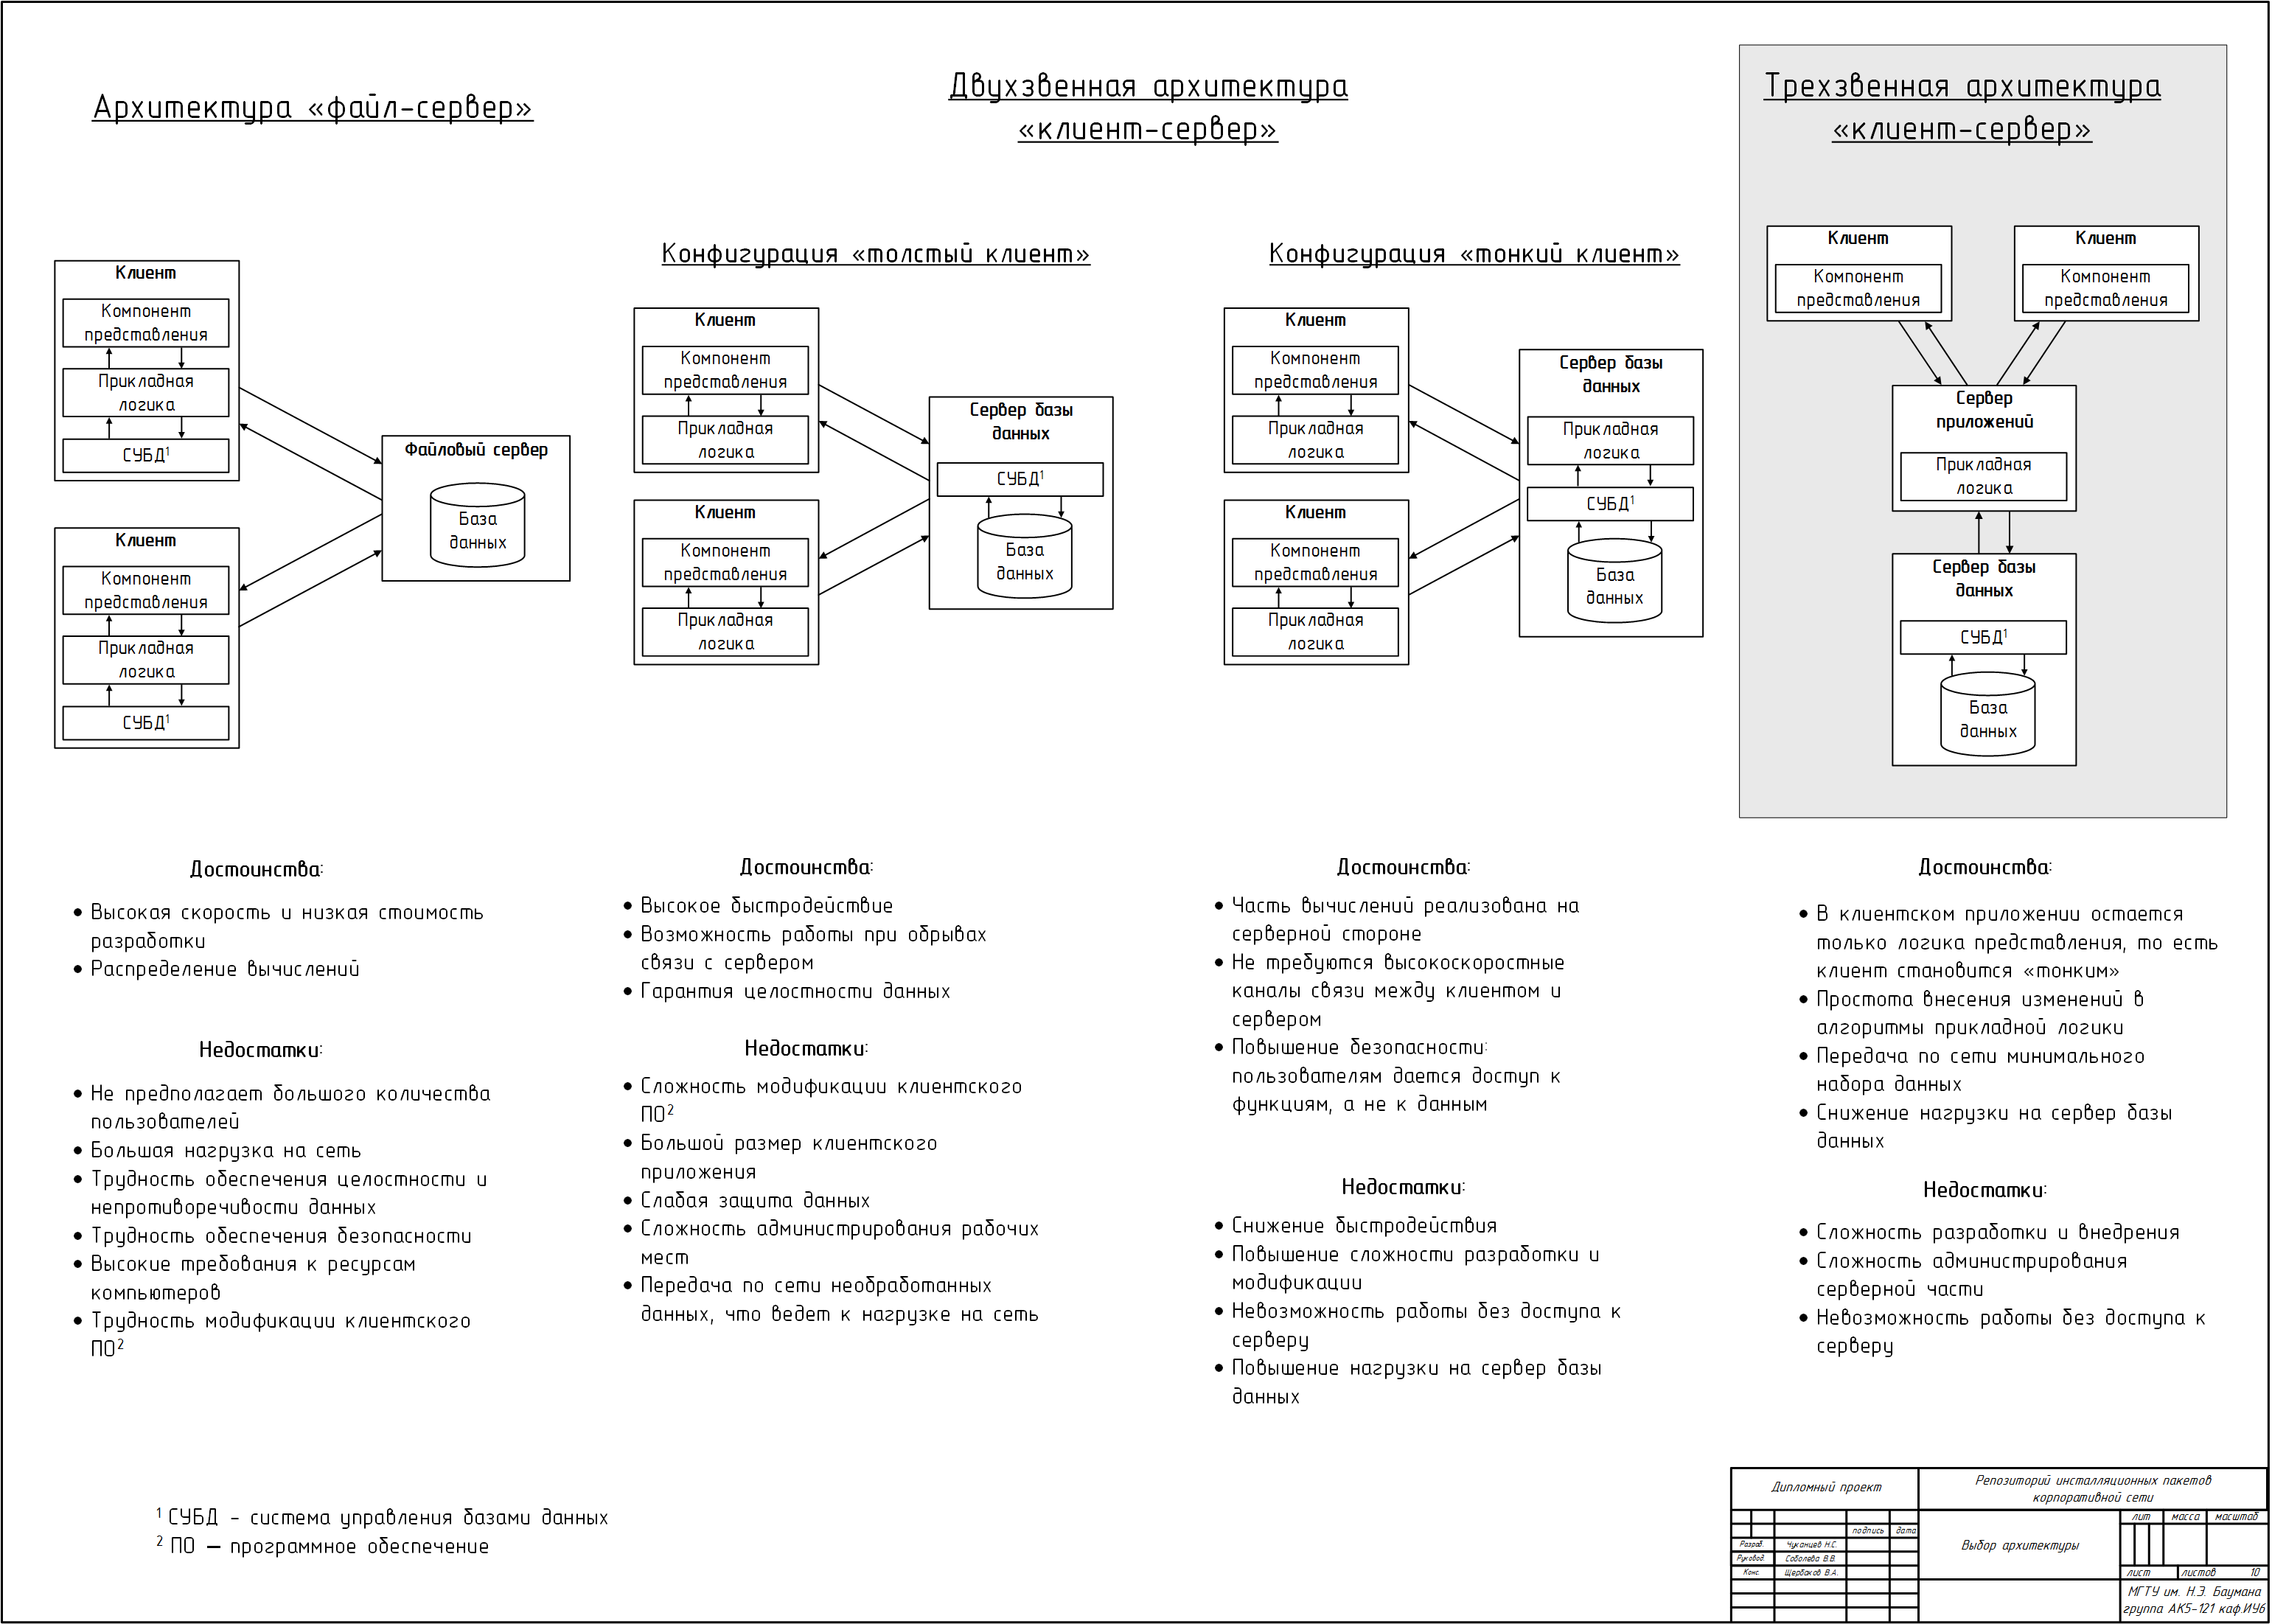 Архитектура «файл-сервер»
Двухзвенная архитектура
«клиент-сервер»
Трехзвенная архитектура
«клиент-сервер»
Конфигурация «толстый клиент»
Конфигурация «тонкий клиент»
Клиент
Компонент
представления
Прикладная
логика
СУБД¹
Клиент
Компонент
представления
Прикладная
логика
СУБД¹
Файловый сервер
База
данных
Клиент
Компонент
представления
Прикладная
логика
Клиент
Компонент
представления
Прикладная
логика
Сервер базы
данных
СУБД¹
База
данных
Клиент
Компонент
представления
Прикладная
логика
Клиент
Компонент
представления
Прикладная
логика
Сервер базы
данных
Прикладная
логика
СУБД¹
База
данных
Клиент
Компонент
представления
Клиент
Компонент
представления
Сервер
приложений
Прикладная
логика
Сервер базы
данных
СУБД¹
База
данных
Достоинства:
• Высокая скорость и низкая стоимость
разработки
• Распределение вычислений
Недостатки:
• Не предполагает большого количества
пользователей
• Большая нагрузка на сеть
• Трудность обеспечения целостности и
непротиворечивости данных
• Трудность обеспечения безопасности
• Высокие требования к ресурсам
компьютеров
• Трудность модификации клиентского
ПО²
Достоинства:
• Высокое быстродействие
• Возможность работы при обрывах
связи с сервером
• Гарантия целостности данных
Недостатки:
• Сложность модификации клиентского
ПО²
• Большой размер клиентского
приложения
• Слабая защита данных
• Сложность администрирования рабочих
мест
• Передача по сети необработанных
данных, что ведет к нагрузке на сеть
Достоинства:
• Часть вычислений реализована на
серверной стороне
• Не требуются высокоскоростные
каналы связи между клиентом и
сервером
• Повышение безопасности:
пользователям дается доступ к
функциям, а не к данным
Недостатки:
• Снижение быстродействия
• Повышение сложности разработки и
модификации
• Невозможность работы без доступа к
серверу
• Повышение нагрузки на сервер базы
данных
Достоинства:
• В клиентском приложении остается
только логика представления, то есть
клиент становится «тонким»
• Простота внесения изменений в
алгоритмы прикладной логики
• Передача по сети минимального
набора данных
• Снижение нагрузки на сервер базы
данных
Недостатки:
• Сложность разработки и внедрения
• Сложность администрирования
серверной части
• Невозможность работы без доступа к
серверу
¹ СУБД - система управления базами данных
² ПО — программное обеспечение
Дипломный проект
Репозиторий инсталляционных пакетов
корпоративной сети
подпись дата
Разраб. Чуканцев Н.С.
Руковод. Соболева В.В.
Конс. Щербаков В.А.
Выбор архитектуры
лит масса масштаб
лист листов 10
МГТУ им. Н.Э. Баумана
группа АК5-121 каф.ИУ6